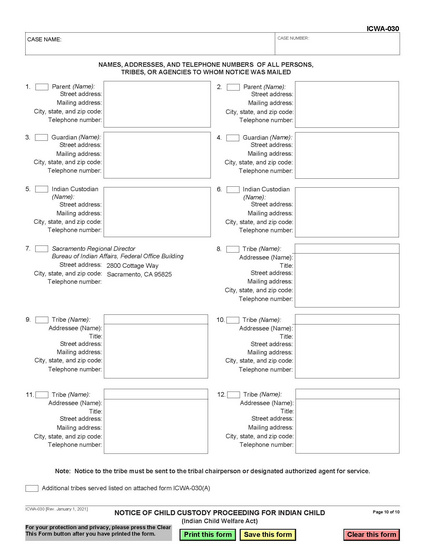 ICWA-030
CASE NAME:
CASE NUMBER:
NAMES, ADDRESSES, AND TELEPHONE NUMBERS OF ALL PERSONS,
TRIBES, OR AGENCIES TO WHOM NOTICE WAS MAILED
1. Parent (Name):
Street address:
Mailing address:
City, state, and zip code:
Telephone number:
2. Parent (Name):
Street address:
Mailing address:
City, state, and zip code:
Telephone number:
3. Guardian (Name):
Street address:
Mailing address:
City, state, and zip code:
Telephone number:
4. Guardian (Name):
Street address:
Mailing address:
City, state, and zip code:
Telephone number:
5. Indian Custodian
(Name):
Street address:
Mailing address:
City, state, and zip code:
Telephone number:
6. Indian Custodian
(Name):
Street address:
Mailing address:
City, state, and zip code:
Telephone number:
7. Sacramento Regional Director
Bureau of Indian Affairs, Federal Office Building
Street address: 2800 Cottage Way
City, state, and zip code: Sacramento, CA 95825
Telephone number:
8. Tribe (Name):
Addressee (Name):
Title:
Street address:
Mailing address:
City, state, and zip code:
Telephone number:
9. Tribe (Name):
Addressee (Name):
Title:
Street address:
Mailing address:
City, state, and zip code:
Telephone number:
10. Tribe (Name):
Addressee (Name):
Title:
Street address:
Mailing address:
City, state, and zip code:
Telephone number:
11. Tribe (Name):
Addressee (Name):
Title:
Street address:
Mailing address:
City, state, and zip code:
Telephone number:
12. Tribe (Name):
Addressee (Name):
Title:
Street address:
Mailing address:
City, state, and zip code:
Telephone number:
Note: Notice to the tribe must be sent to the tribal chairperson or designated authorized agent for service.
Additional tribes served listed on attached form ICWA-030(A)
ICWA-030 [Rev. January 1, 2021]
NOTICE OF CHILD CUSTODY PROCEEDING FOR INDIAN CHILD
(Indian Child Welfare Act)
Page 10 of 10
For your protection and privacy, please press the Clear
This Form button after you have printed the form.
Print this form
Save this form
Clear this form